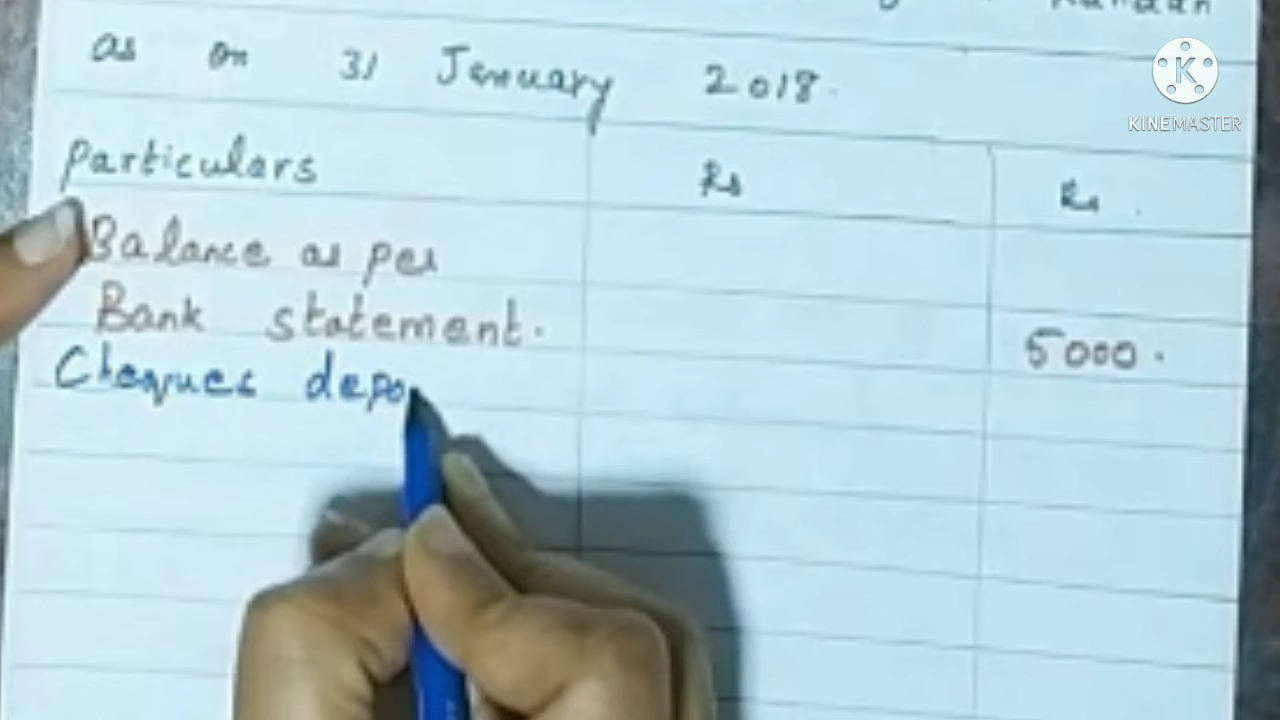 as on 31 January 2018.
KINEMASTER
Particulars Rs Rs.
Balance as per
Bank statement. 5000.
Cheques depo